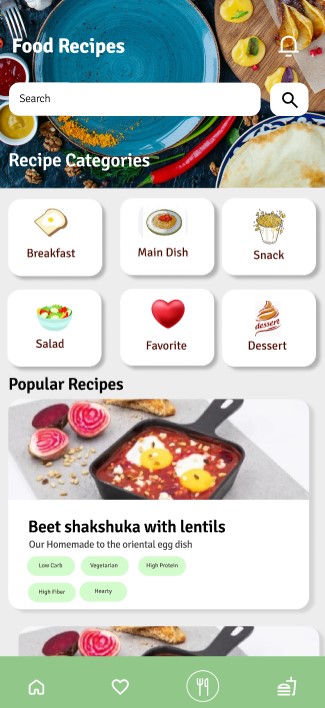 Food Recipes
Search
Recipe Categories
Breakfast
Main Dish
Snack
Salad
Favorite
dessert
Dessert
Popular Recipes
Beet shakshuka with lentils
Our Homemade to the oriental egg dish
Low Carb
Vegetarian
High Protein
High Fiber
Hearty